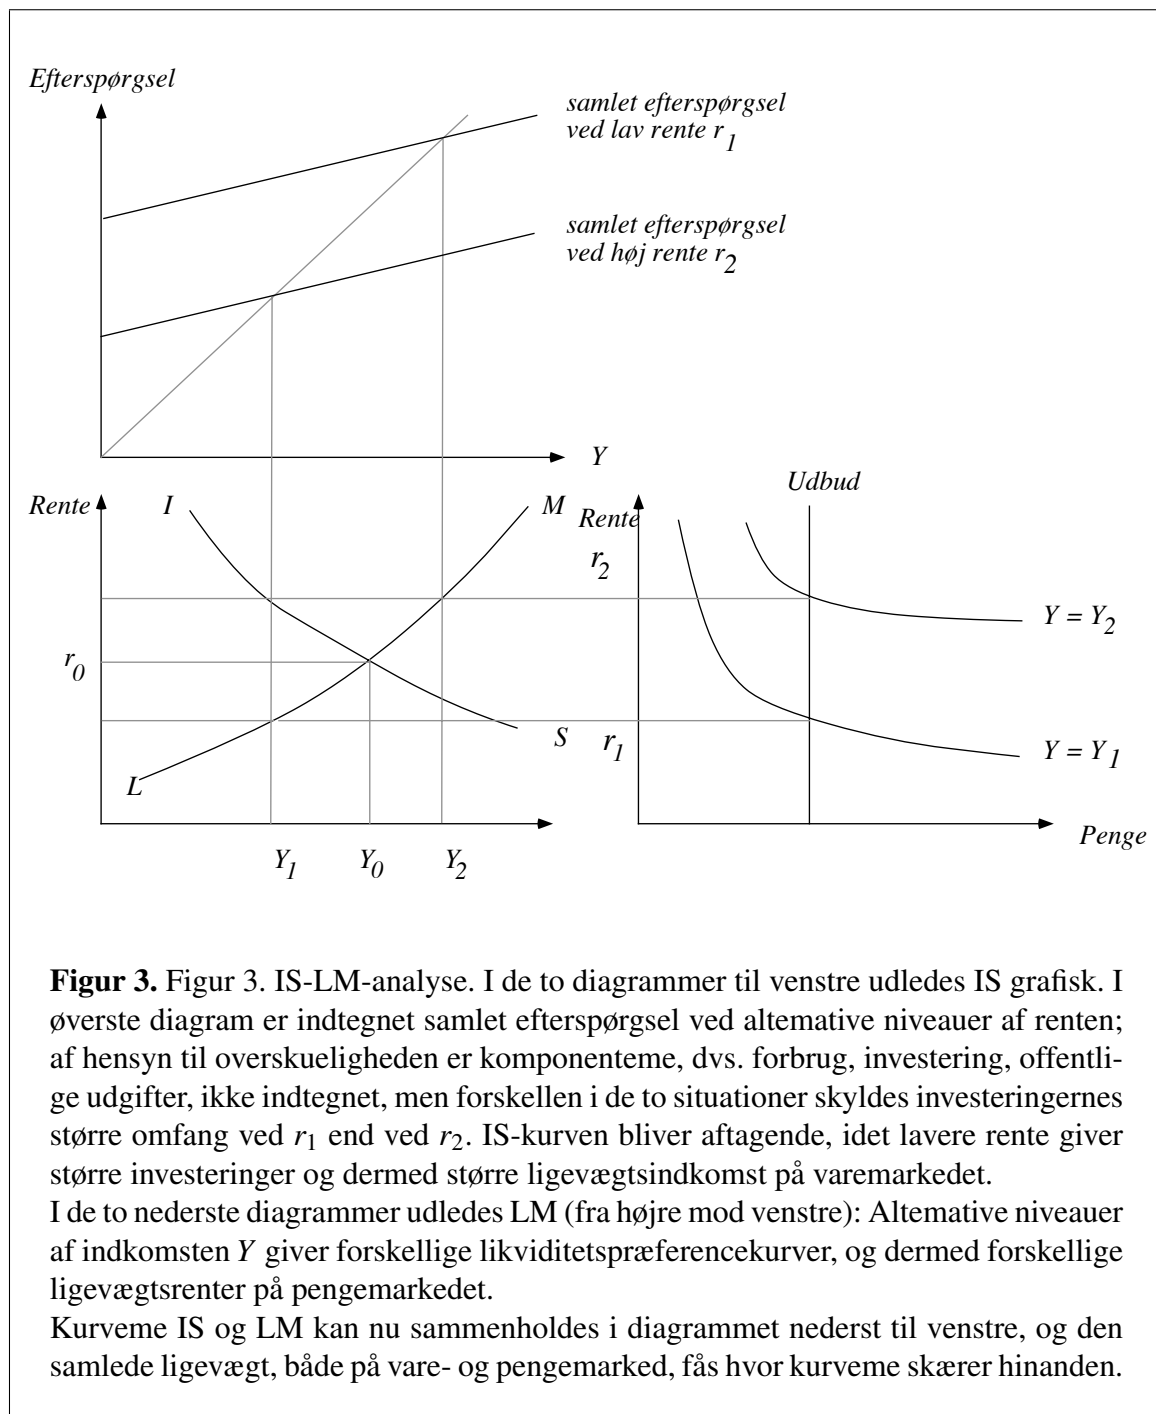 Efterspørgsel
samlet efterspørgsel
ved lav rente r1
samlet efterspørgsel
ved høj rente r2
Y
Rente
I
M
r0
L
S
Y1
Y0
Y2
Udbud
Rente
r2
Y = Y2
r1
Y = Y1
Penge
Figur 3. Figur 3. IS-LM-analyse. I de to diagrammer til venstre udledes IS grafisk. I
øverste diagram er indtegnet samlet efterspørgsel ved altemative niveauer af renten;
af hensyn til overskueligheden er komponenteme, dvs. forbrug, investering, offentli-
ge udgifter, ikke indtegnet, men forskellen i de to situationer skyldes investeringernes
større omfang ved r1 end ved r2. IS-kurven bliver aftagende, idet lavere rente giver
større investeringer og dermed større ligevægtsindkomst på varemarkedet.
I de to nederste diagrammer udledes LM (fra højre mod venstre): Altemative niveauer
af indkomsten Y giver forskellige likviditetspræferencekurver, og dermed forskellige
ligevægtsrenter på pengemarkedet.
Kurveme IS og LM kan nu sammenholdes i diagrammet nederst til venstre, og den
samlede ligevægt, både på vare- og pengemarked, fås hvor kurveme skærer hinanden.